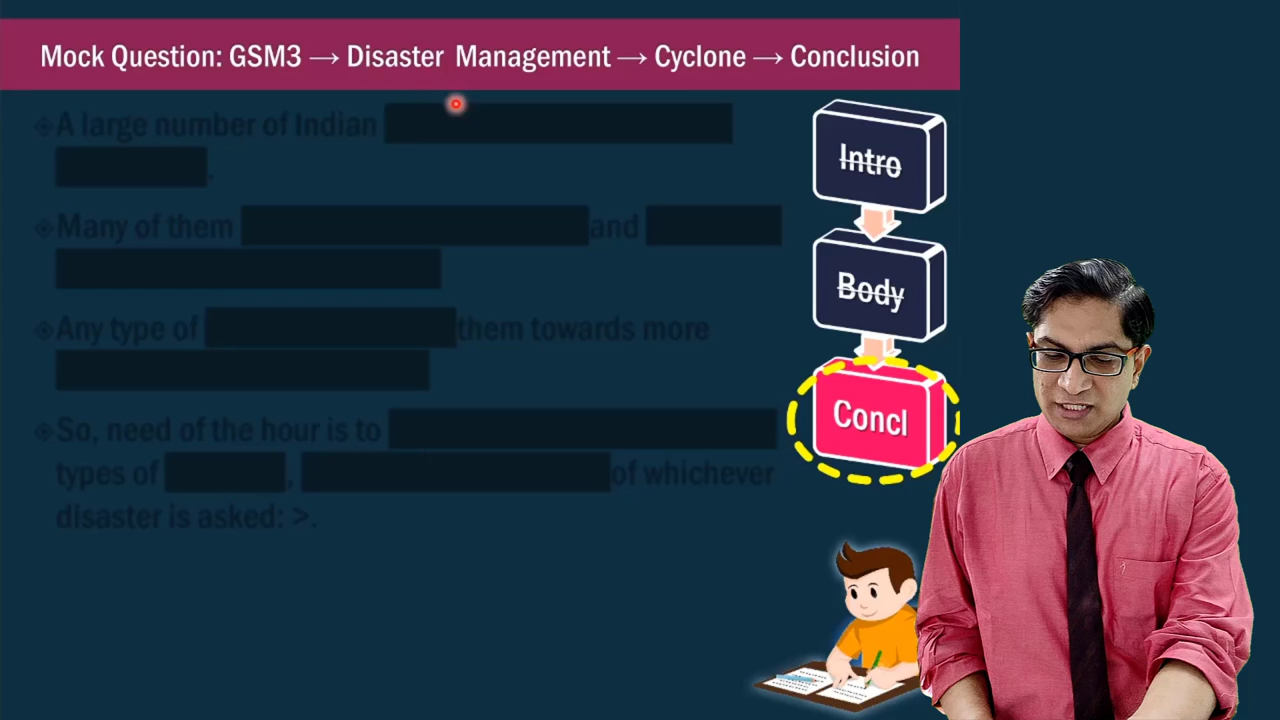 Mock Question: GSM3 → Disaster Management → Cyclone → Conclusion
◈A large number of Indian
.
◈Many of them and
◈Any type of them towards more
◈So, need of the hour is to
types of , of whichever
disaster is asked: >.
Intro
Body
Concl